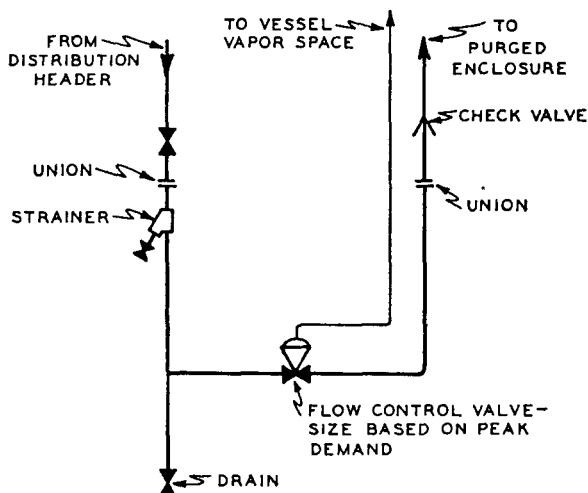 FROM
DISTRIBUTION
HEADER
TO VESSEL
VAPOR SPACE
TO
PURGED
ENCLOSURE
CHECK VALVE
UNION
STRAINER
UNION
FLOW CONTROL VALVE-
SIZE BASED ON PEAK
DEMAND
DRAIN